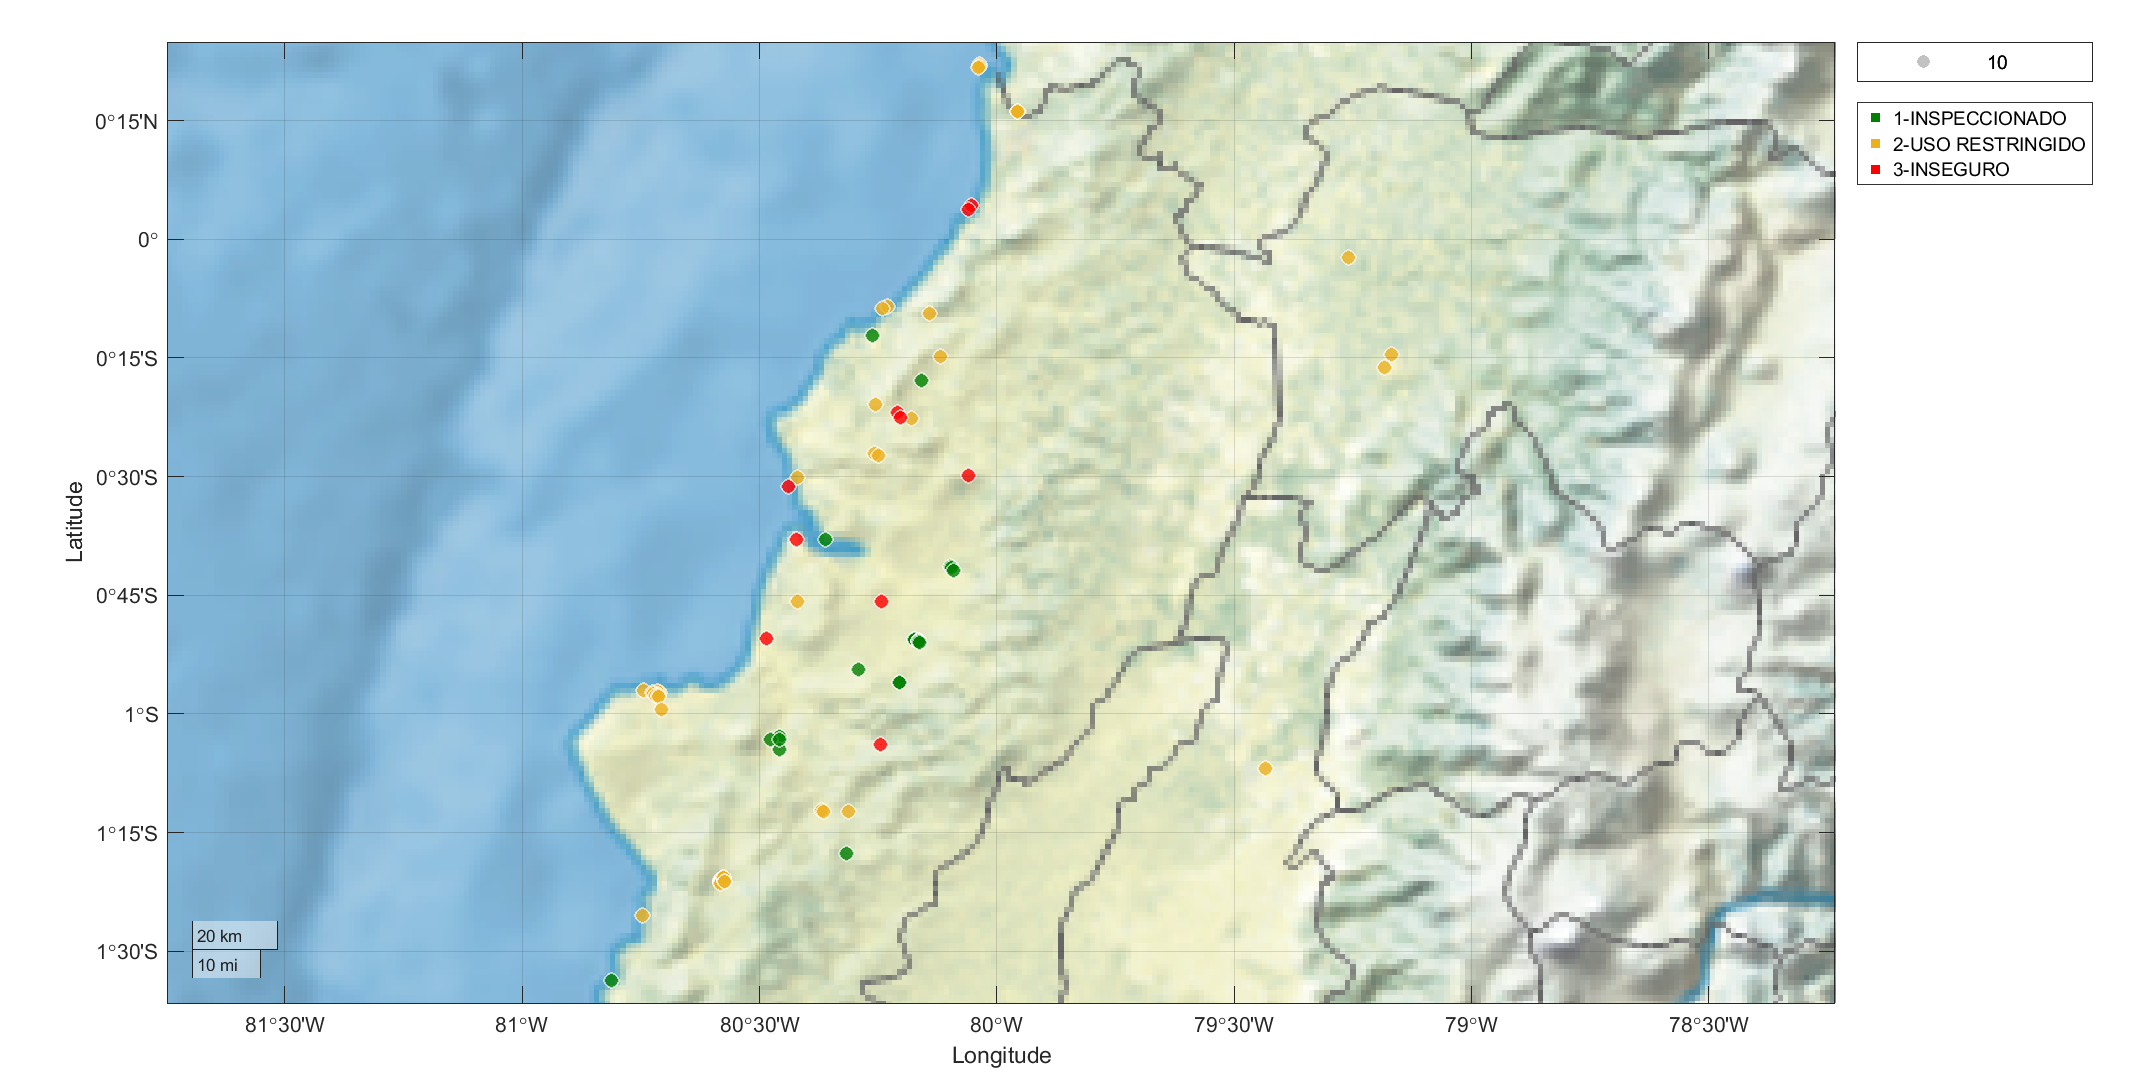 10
1-INSPECCIONADO
2-USO RESTRINGIDO
3-INSEGURO
0°15'N
0°
0°15'S
0°30'S
0°45'S
1°S
1°15'S
1°30'S
Latitude
20 km
10 mi
81°30'W
81°W
80°30'W
80°W
79°30'W
79°W
78°30'W
Longitude